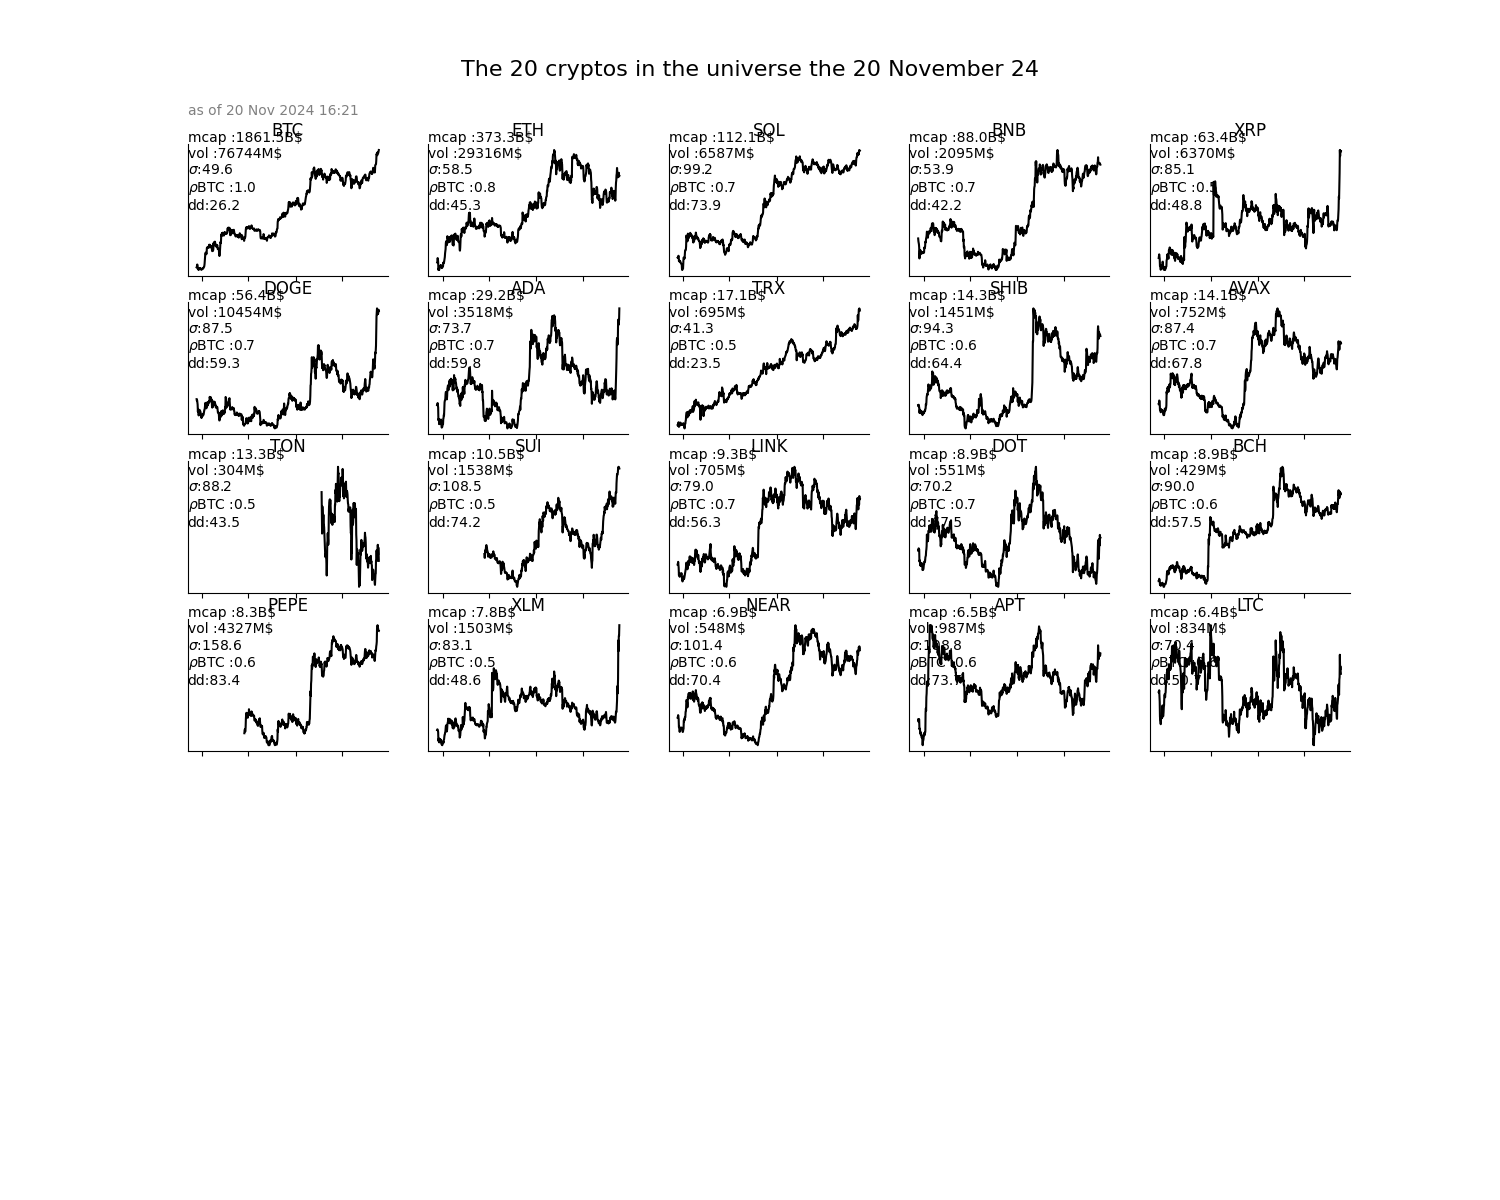 The 20 cryptos in the universe the 20 November 24
as of 20 Nov 2024 16:21
BTC
mcap :1861.5B$
vol :76744M$
σ:49.6
ρBTC :1.0
dd:26.2
ETH
mcap :373.3B$
vol :29316M$
σ:58.5
ρBTC :0.8
dd:45.3
SOL
mcap :112.1B$
vol :6587M$
σ:99.2
ρBTC :0.7
dd:73.9
BNB
mcap :88.0B$
vol :2095M$
σ:53.9
ρBTC :0.7
dd:42.2
XRP
mcap :63.4B$
vol :6370M$
σ:85.1
ρBTC :0.5
dd:48.8
DOGE
mcap :56.4B$
vol :10454M$
σ:87.5
ρBTC :0.7
dd:59.3
ADA
mcap :29.2B$
vol :3518M$
σ:73.7
ρBTC :0.7
dd:59.8
TRX
mcap :17.1B$
vol :695M$
σ:41.3
ρBTC :0.5
dd:23.5
SHIB
mcap :14.3B$
vol :1451M$
σ:94.3
ρBTC :0.6
dd:64.4
AVAX
mcap :14.1B$
vol :752M$
σ:87.4
ρBTC :0.7
dd:67.8
TON
mcap :13.3B$
vol :304M$
σ:88.2
ρBTC :0.5
dd:43.5
SUI
mcap :10.5B$
vol :1538M$
σ:108.5
ρBTC :0.5
dd:74.2
LINK
mcap :9.3B$
vol :705M$
σ:79.0
ρBTC :0.7
dd:56.3
DOT
mcap :8.9B$
vol :551M$
σ:70.2
ρBTC :0.7
BCH
mcap :8.9B$
vol :429M$
σ:90.0
ρBTC :0.6
dd:57.5
PEPE
mcap :8.3B$
vol :4327M$
σ:158.6
ρBTC :0.6
dd:83.4
XLM
mcap :7.8B$
vol :1503M$
σ:83.1
ρBTC :0.5
dd:48.6
NEAR
mcap :6.9B$
vol :548M$
σ:101.4
ρBTC :0.6
dd:70.4
APT
mcap :6.5B$
vol :987M$
ρBTC :0.6
LTC
mcap :6.4B$
vol :834M$